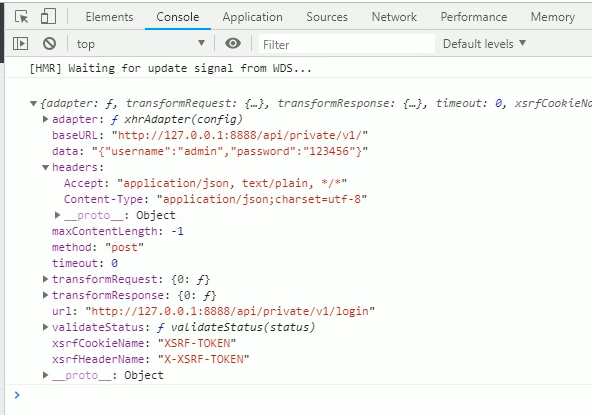 Elements Console Application Sources Network Performance Memory
top Filter Default levels
[HMR] Waiting for update signal from WDS...
{adapter: ƒ, transformRequest: {…}, transformResponse: {…}, timeout: 0, xsrfCookieNa
adapter: ƒ xhrAdapter(config)
baseURL: "http://127.0.0.1:8888/api/private/v1/"
data: "{"username":"admin","password":"123456"}"
headers:
Accept: "application/json, text/plain, */*"
Content-Type: "application/json;charset=utf-8"
__proto__: Object
maxContentLength: -1
method: "post"
timeout: 0
transformRequest: {0: ƒ}
transformResponse: {0: ƒ}
url: "http://127.0.0.1:8888/api/private/v1/login"
validateStatus: ƒ validateStatus(status)
xsrfCookieName: "XSRF-TOKEN"
xsrfHeaderName: "X-XSRF-TOKEN"
__proto__: Object